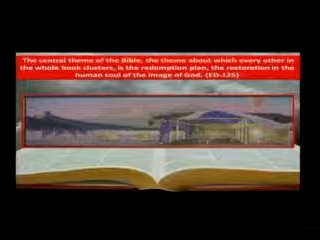 The central theme of the Bible, the theme about which every other in
the whole book clusters, is the redemption plan, the restoration in the
human soul of the image of God. (ED-125)